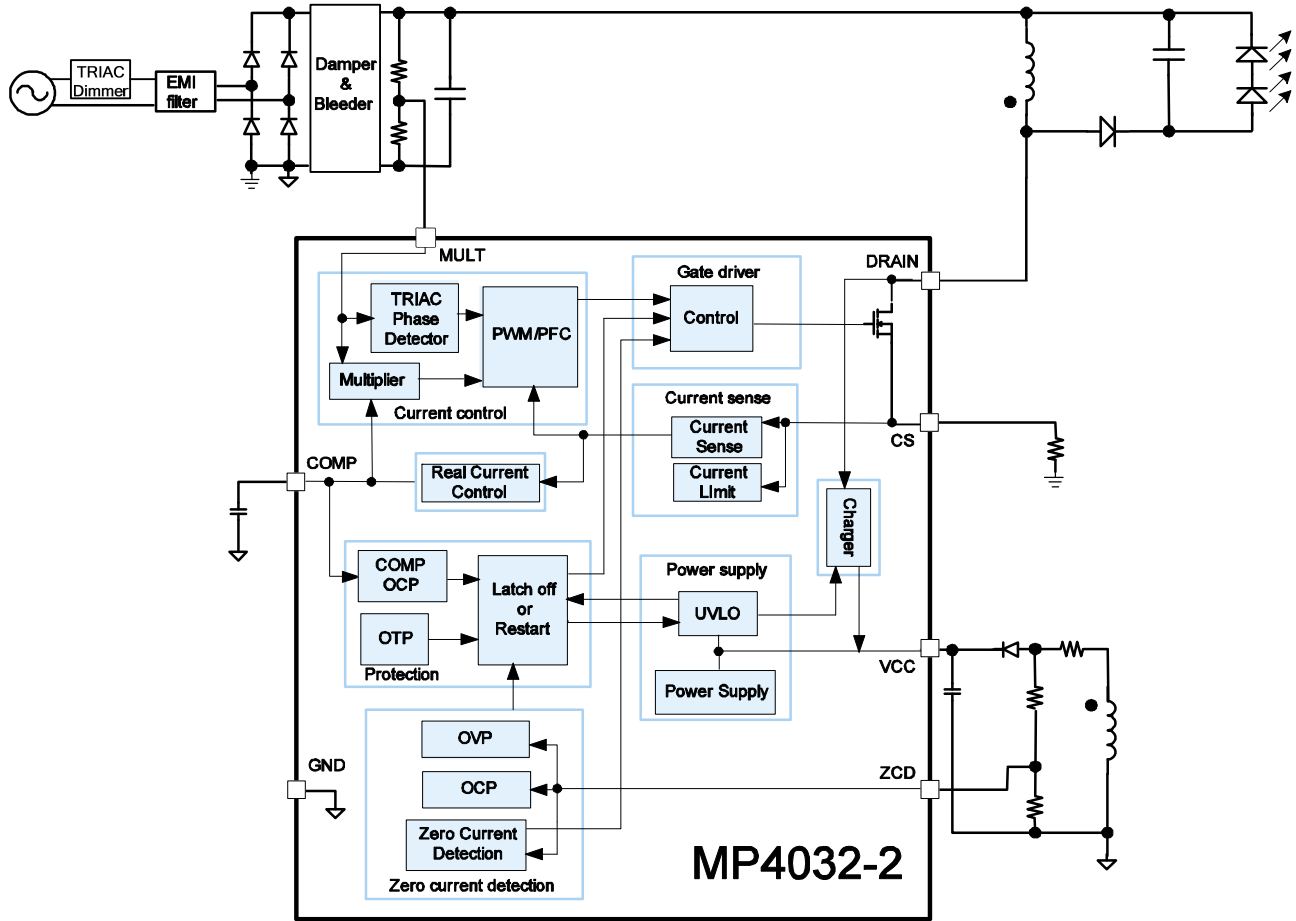 TRIAC
Dimmer
EMI
filter
Damper
&
Bleeder
MULT
TRIAC
Phase
Detector
PWM/PFC
Multiplier
Current control
Gate driver
Control
DRAIN
Current sense
Current
Sense
Current
LImit
CS
COMP
Real Current
Control
Charger
COMP
OCP
OTP
Latch off
or
Restart
Protection
Power supply
UVLO
Power Supply
VCC
OVP
OCP
Zero Current
Detection
Zero current detection
GND
ZCD
MP4032-2